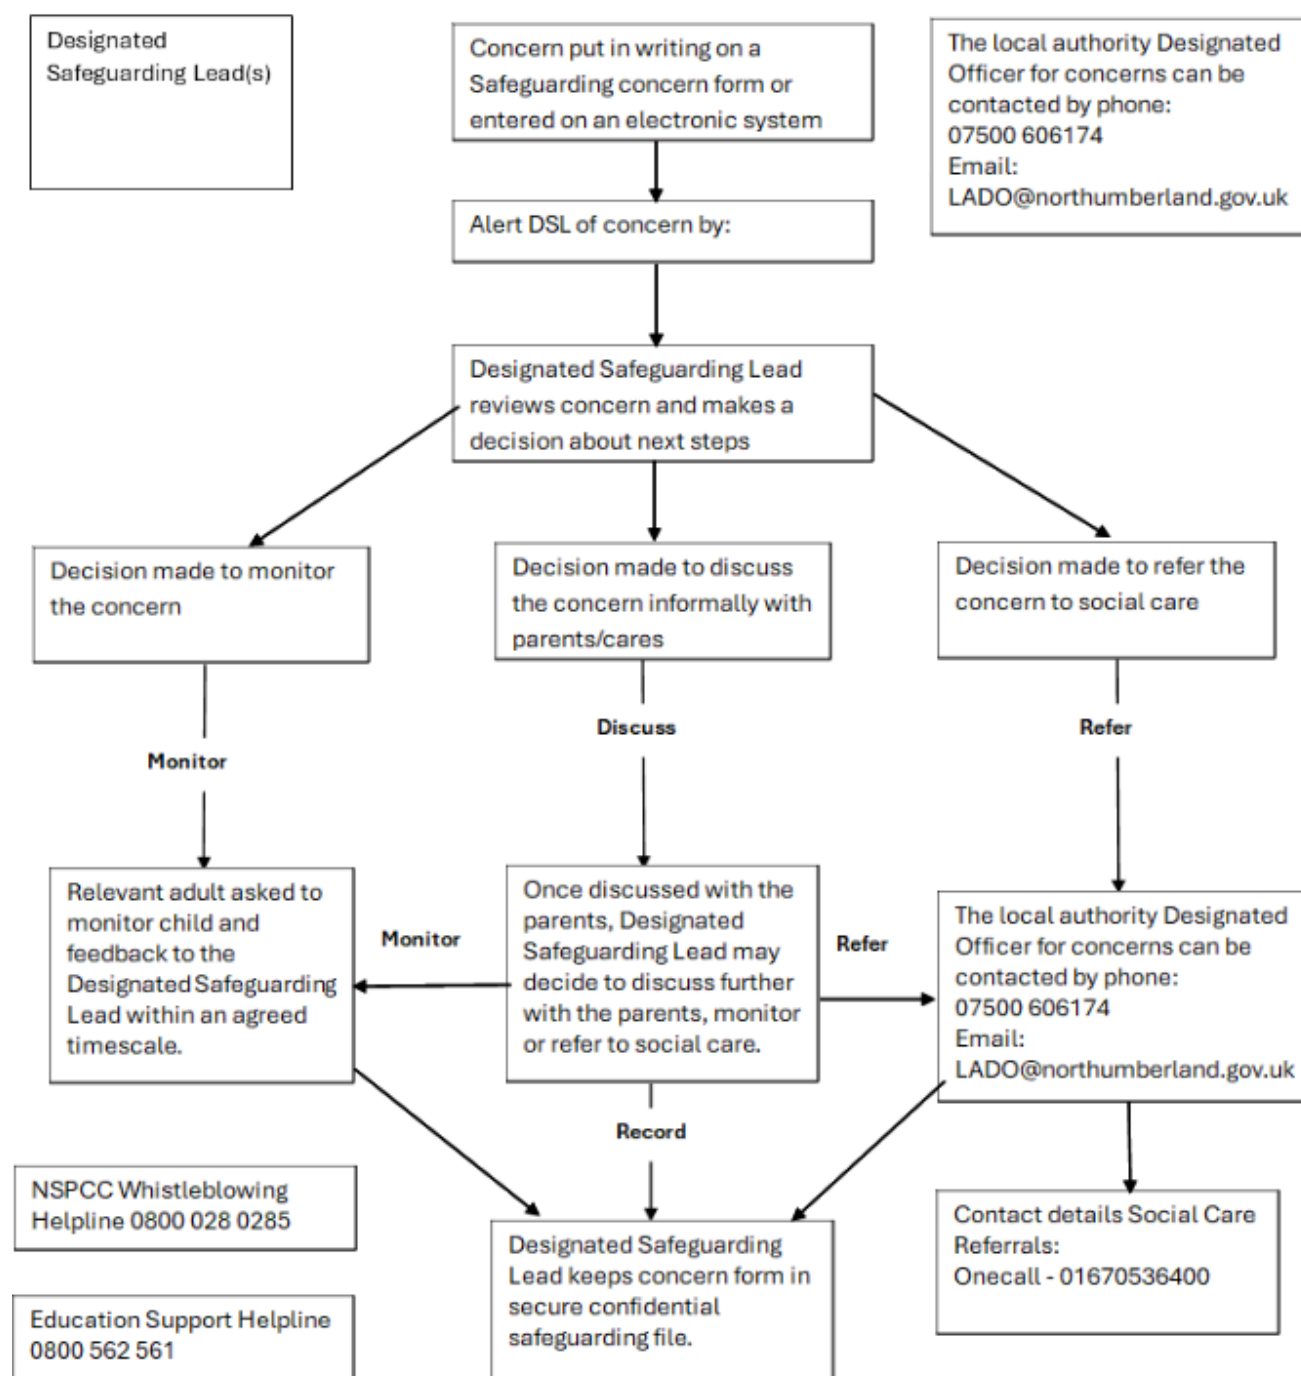 Designated
Safeguarding Lead(s)
Concern put in writing on a
Safeguarding concern form or
entered on an electronic system
The local authority Designated
Officer for concerns can be
contacted by phone:
07500 606174
Email:
LADO@northumberland.gov.uk
Alert DSL of concern by:
Designated Safeguarding Lead
reviews concern and makes a
decision about next steps
Decision made to monitor
the concern
Decision made to discuss
the concern informally with
parents/cares
Decision made to refer the
concern to social care
Monitor
Discuss
Refer
Relevant adult asked to
monitor child and
feedback to the
Designated Safeguarding
Lead within an agreed
timescale.
Monitor
Once discussed with the
parents, Designated
Safeguarding Lead may
decide to discuss further
with the parents, monitor
or refer to social care.
Refer
The local authority Designated
Officer for concerns can be
contacted by phone:
07500 606174
Email:
LADO@northumberland.gov.uk
Record
NSPCC Whistleblowing
Helpline 0800 028 0285
Designated Safeguarding
Lead keeps concern form in
secure confidential
safeguarding file.
Contact details Social Care
Referrals:
Onecall - 01670536400
Education Support Helpline
0800 562 561